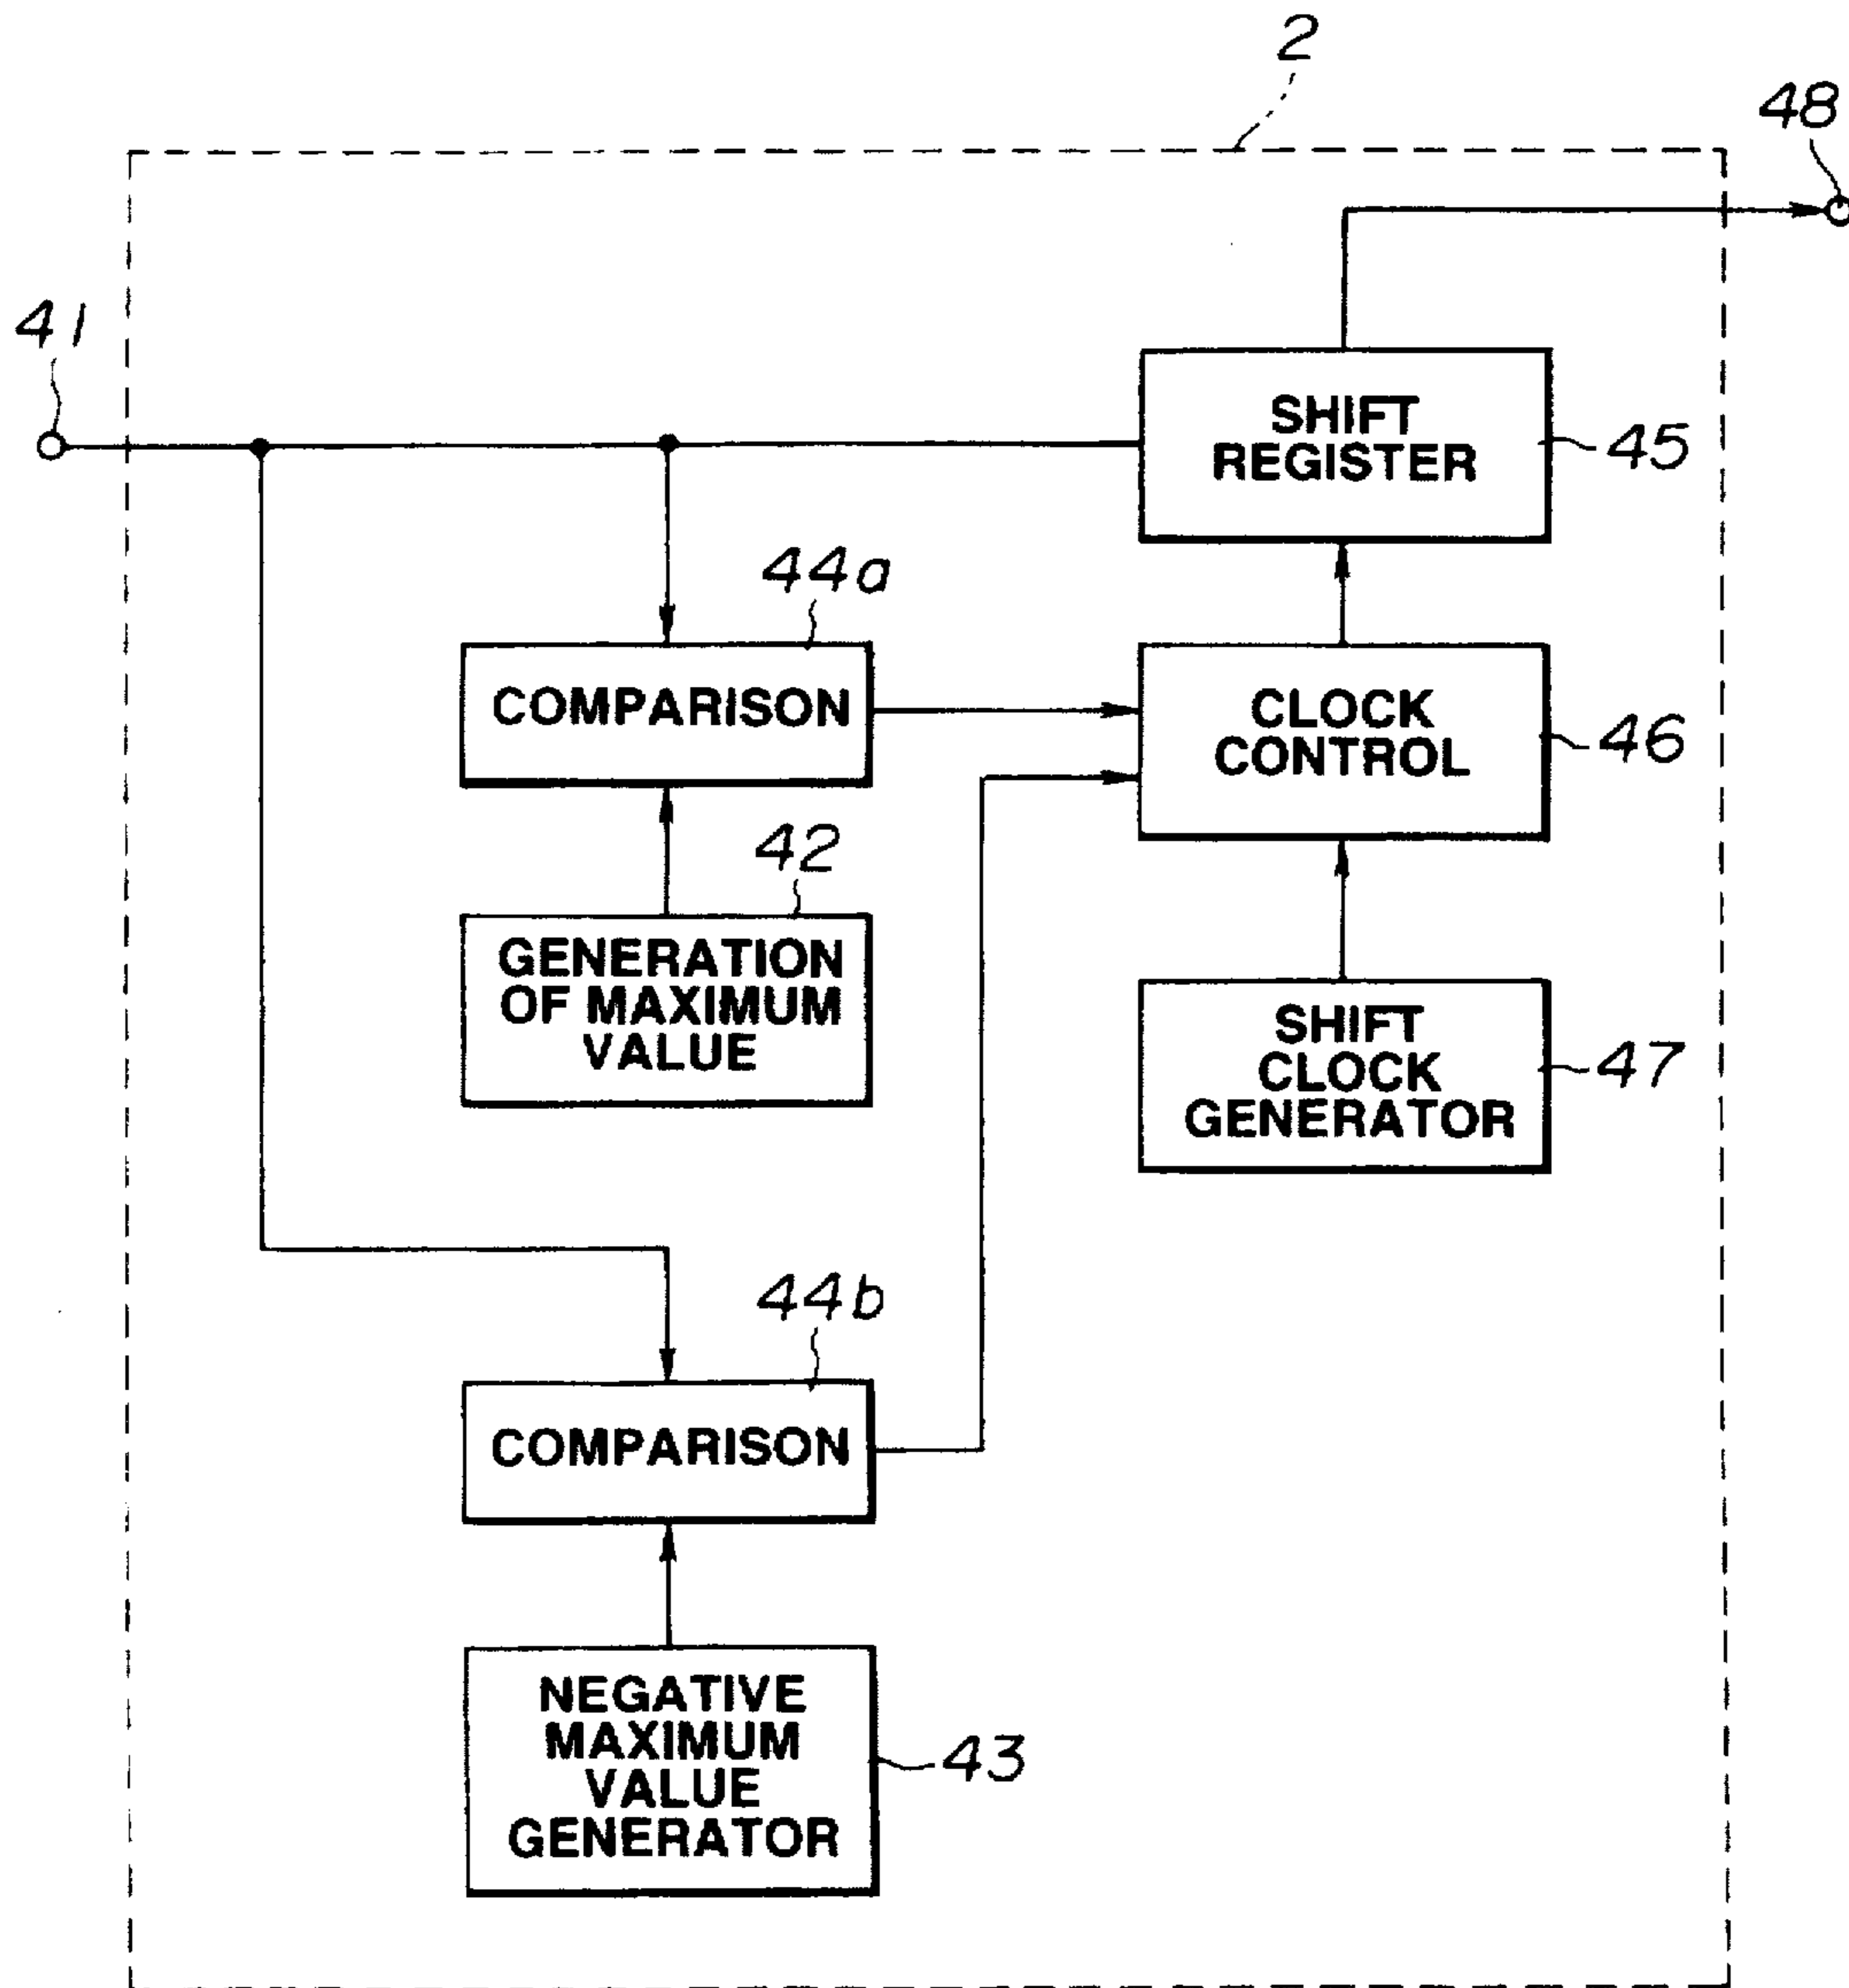 2
48
41
SHIFT
REGISTER
45
44a
COMPARISON
CLOCK
CONTROL
46
42
GENERATION
OF MAXIMUM
VALUE
SHIFT
CLOCK
GENERATOR
47
44b
COMPARISON
NEGATIVE
MAXIMUM
VALUE
GENERATOR
43